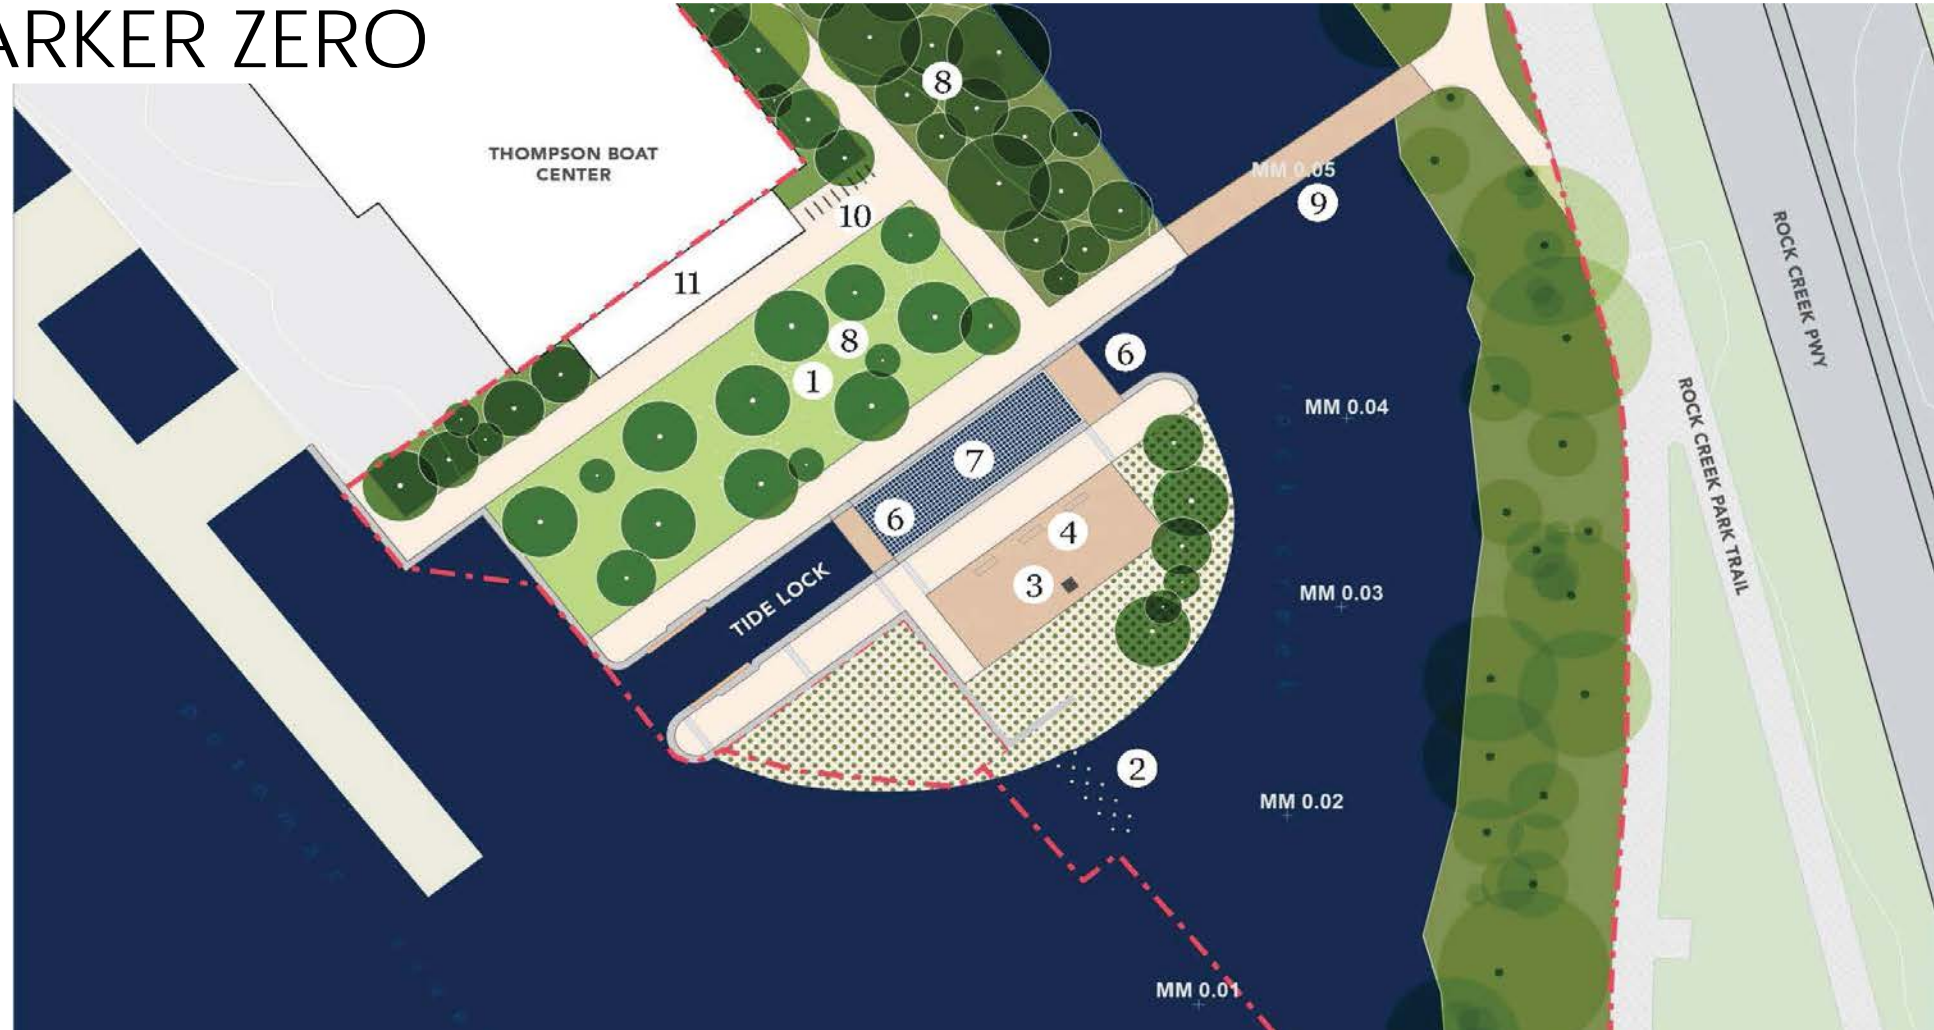 ARKER ZERO
THOMPSON BOAT
CENTER
8
MM 0.05
9
10
11
8
1
6
7
6
4
3
TIDE LOCK
2
MM 0.04
MM 0.03
MM 0.02
MM 0.01
ROCK CREEK PWY
ROCK CREEK PARK TRAIL